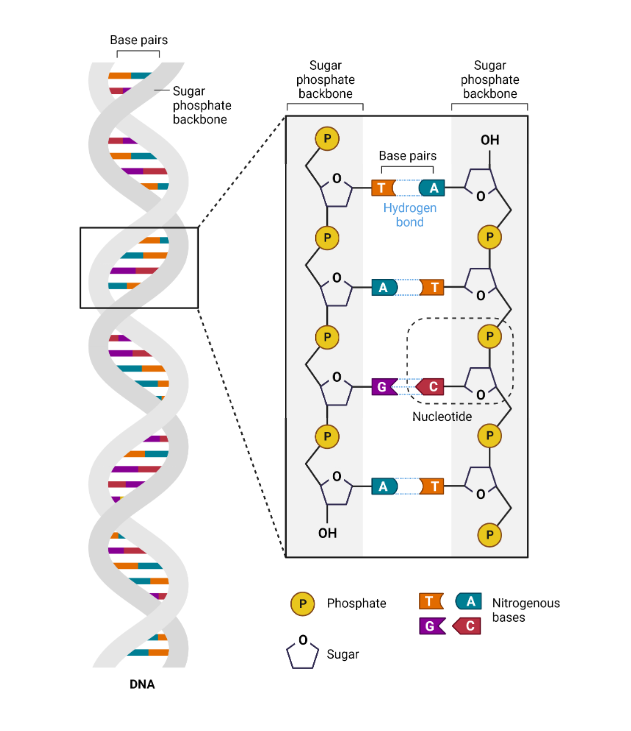 Base pairs
Sugar
phosphate
backbone
DNA
Sugar
phosphate
backbone
Sugar
phosphate
backbone
P
OH
Base pairs
O
T
A
O
Hydrogen
bond
P
P
O
A
T
O
P
P
O
G
C
O
Nucleotide
P
P
O
A
T
O
OH
P
P
Phosphate
T
A
G
C
Nitrogenous
bases
O
Sugar